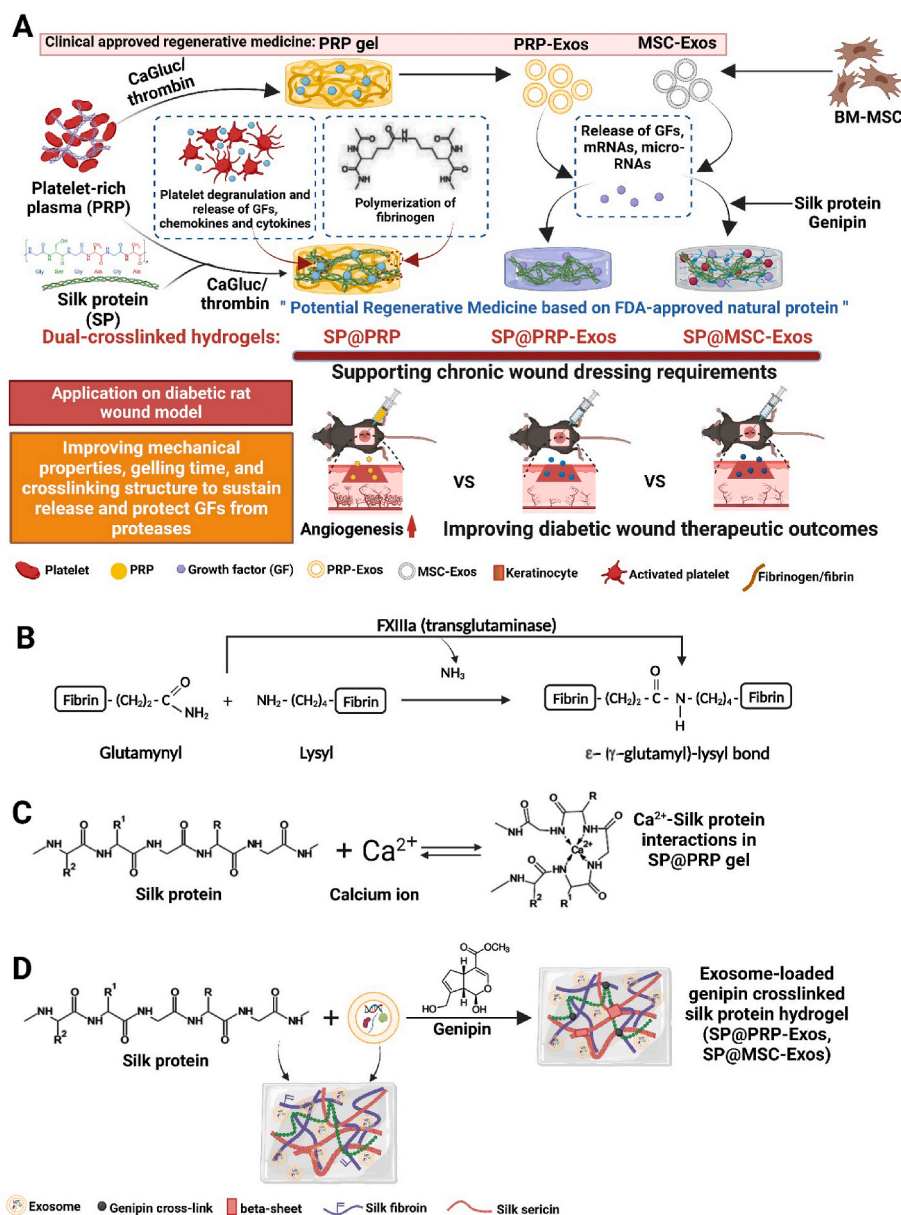 A
Clinical approved regenerative medicine: PRP gel
PRP-Exos
MSC-Exos
CaGluc/
thrombin
BM-MSC
Platelet-rich
plasma (PRP)
Platelet degranulation and
release of GFs,
chemokines and cytokines
Polymerization of
fibrinogen
Release of GFs,
mRNAs, micro-
RNAs
Silk protein
Genipin
Gly Ser Gly Ala Gly Ala
Silk protein
(SP)
CaGluc/
thrombin
" Potential Regenerative Medicine based on FDA-approved natural protein "
Dual-crosslinked hydrogels:
SP@PRP
SP@PRP-Exos
SP@MSC-Exos
Supporting chronic wound dressing requirements
Application on diabetic rat
wound model
Improving mechanical
properties, gelling time, and
crosslinking structure to sustain
release and protect GFs from
proteases
VS
VS
Angiogenesis
Improving diabetic wound therapeutic outcomes
Platelet
PRP
Growth factor (GF)
PRP-Exos
MSC-Exos
Keratinocyte
Activated platelet
Fibrinogen/fibrin
B
FXIIIa (transglutaminase)
NH₃
Fibrin -(CH₂)₂-C O NH₂ + NH₂-(CH₂)₄- Fibrin
Fibrin -(CH₂)₂-C-N-(CH₂)₄- Fibrin
O
H
Glutamynyl
Lysyl
ε- (γ-glutamyl)-lysyl bond
C
Silk protein
+ Ca²⁺
Calcium ion
Ca²⁺-Silk protein
interactions in
SP@PRP gel
D
Silk protein
+
Genipin
Exosome-loaded
genipin crosslinked
silk protein hydrogel
(SP@PRP-Exos,
SP@MSC-Exos)
Exosome
Genipin cross-link
beta-sheet
Silk fibroin
Silk sericin